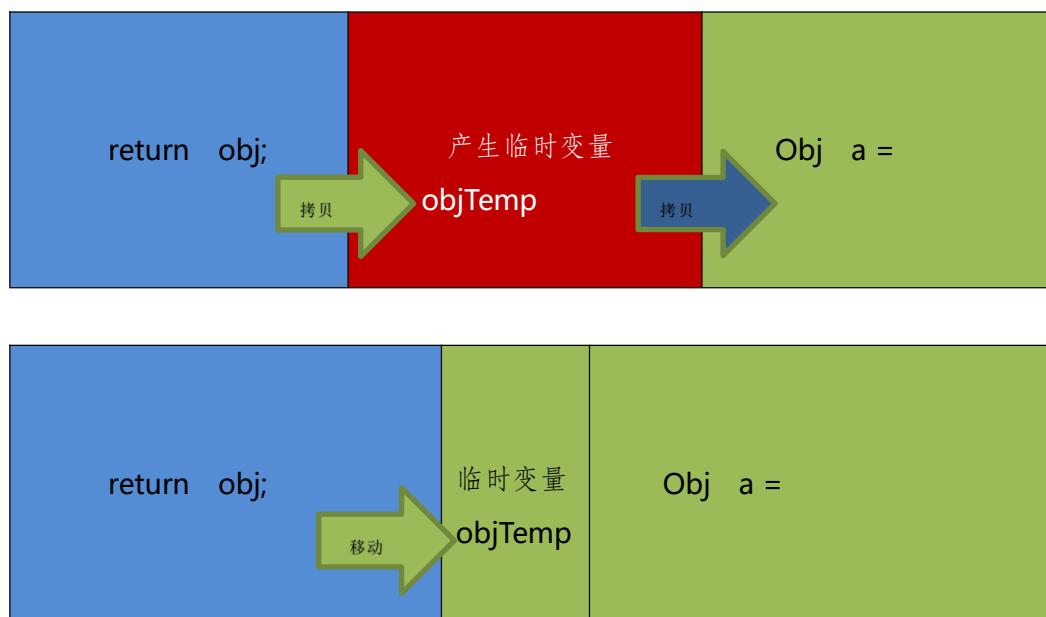 return obj;
产生临时变量
Obj a =
拷贝
objTemp
拷贝
return obj;
临时变量
Obj a =
移动
objTemp